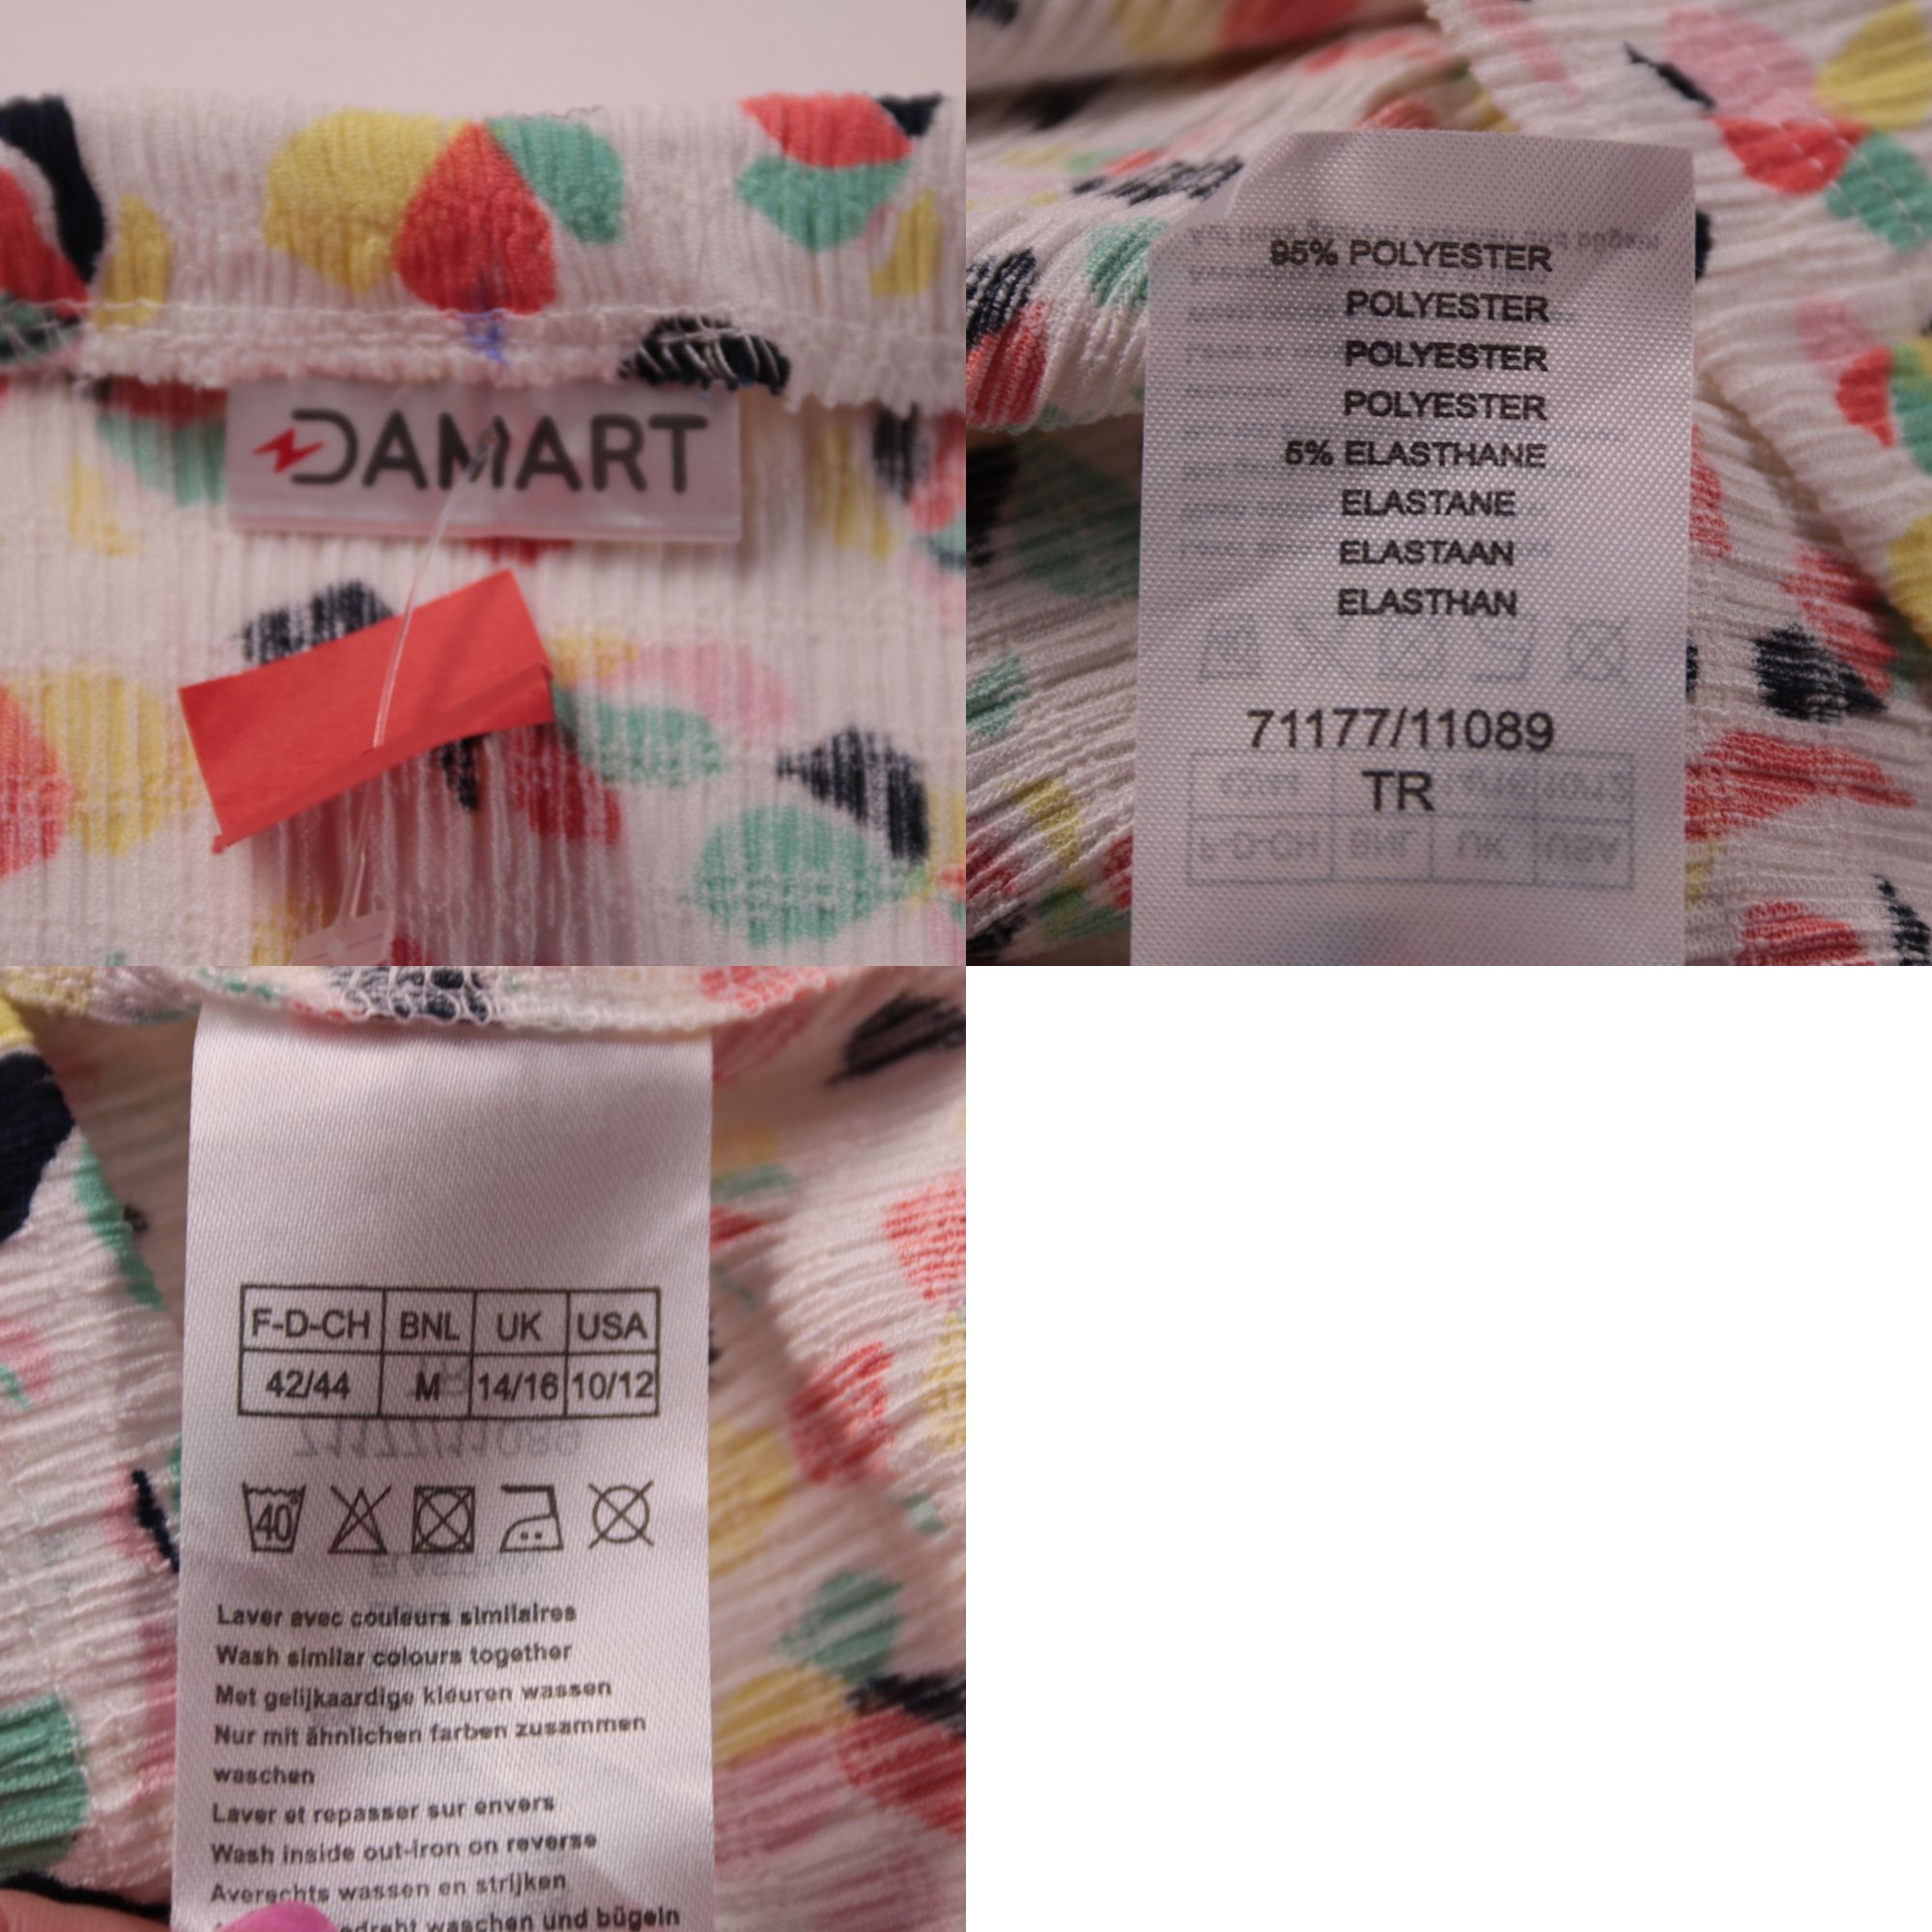 DAMART
95% POLYESTER
POLYESTER
POLYESTER
POLYESTER
5% ELASTHANE
ELASTANE
ELASTAAN
ELASTHAN
71177/11089
TR
F-D-CH BNL UK USA
42/44 M 14/16 10/12
40°
Laver avec couleurs similaires
Wash similar colours together
Met gelijkaardige kleuren wassen
Nur mit ähnlichen farben zusammen
waschen
Laver et repasser sur envers
Wash inside out-iron on reverse
Averechts wassen en strijken
waschen und bügeln